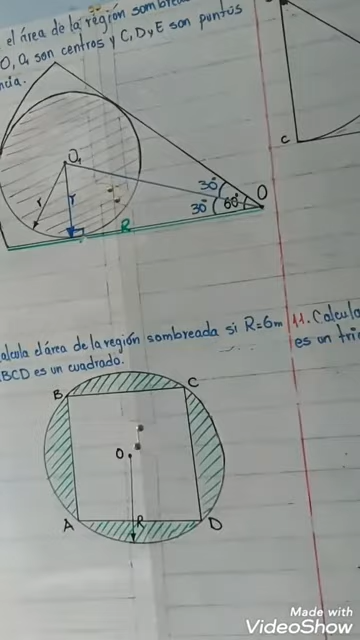 el área de la región sombre
O, O₁ son centros y C, D y E son puntos
ncia.
C
O₁
r
r
30°
30°
60°
O
R
alcula el área de la región sombreada si R=6m
BCD es un cuadrado.
11. Calcula
es un tri
B
C
O
A
R
D
Made with
VideoShow